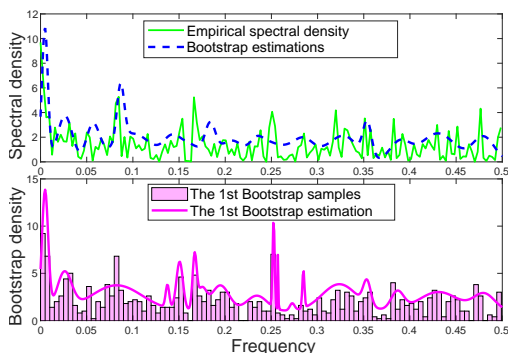 12
10
8
6
4
2
0
Spectral density
Empirical spectral density
Bootstrap estimations
0 0.05 0.1 0.15 0.2 0.25 0.3 0.35 0.4 0.45 0.5
15
10
5
0
Bootstrap density
The 1st Bootstrap samples
The 1st Bootstrap estimation
0 0.05 0.1 0.15 0.2 0.25 0.3 0.35 0.4 0.45 0.5
Frequency